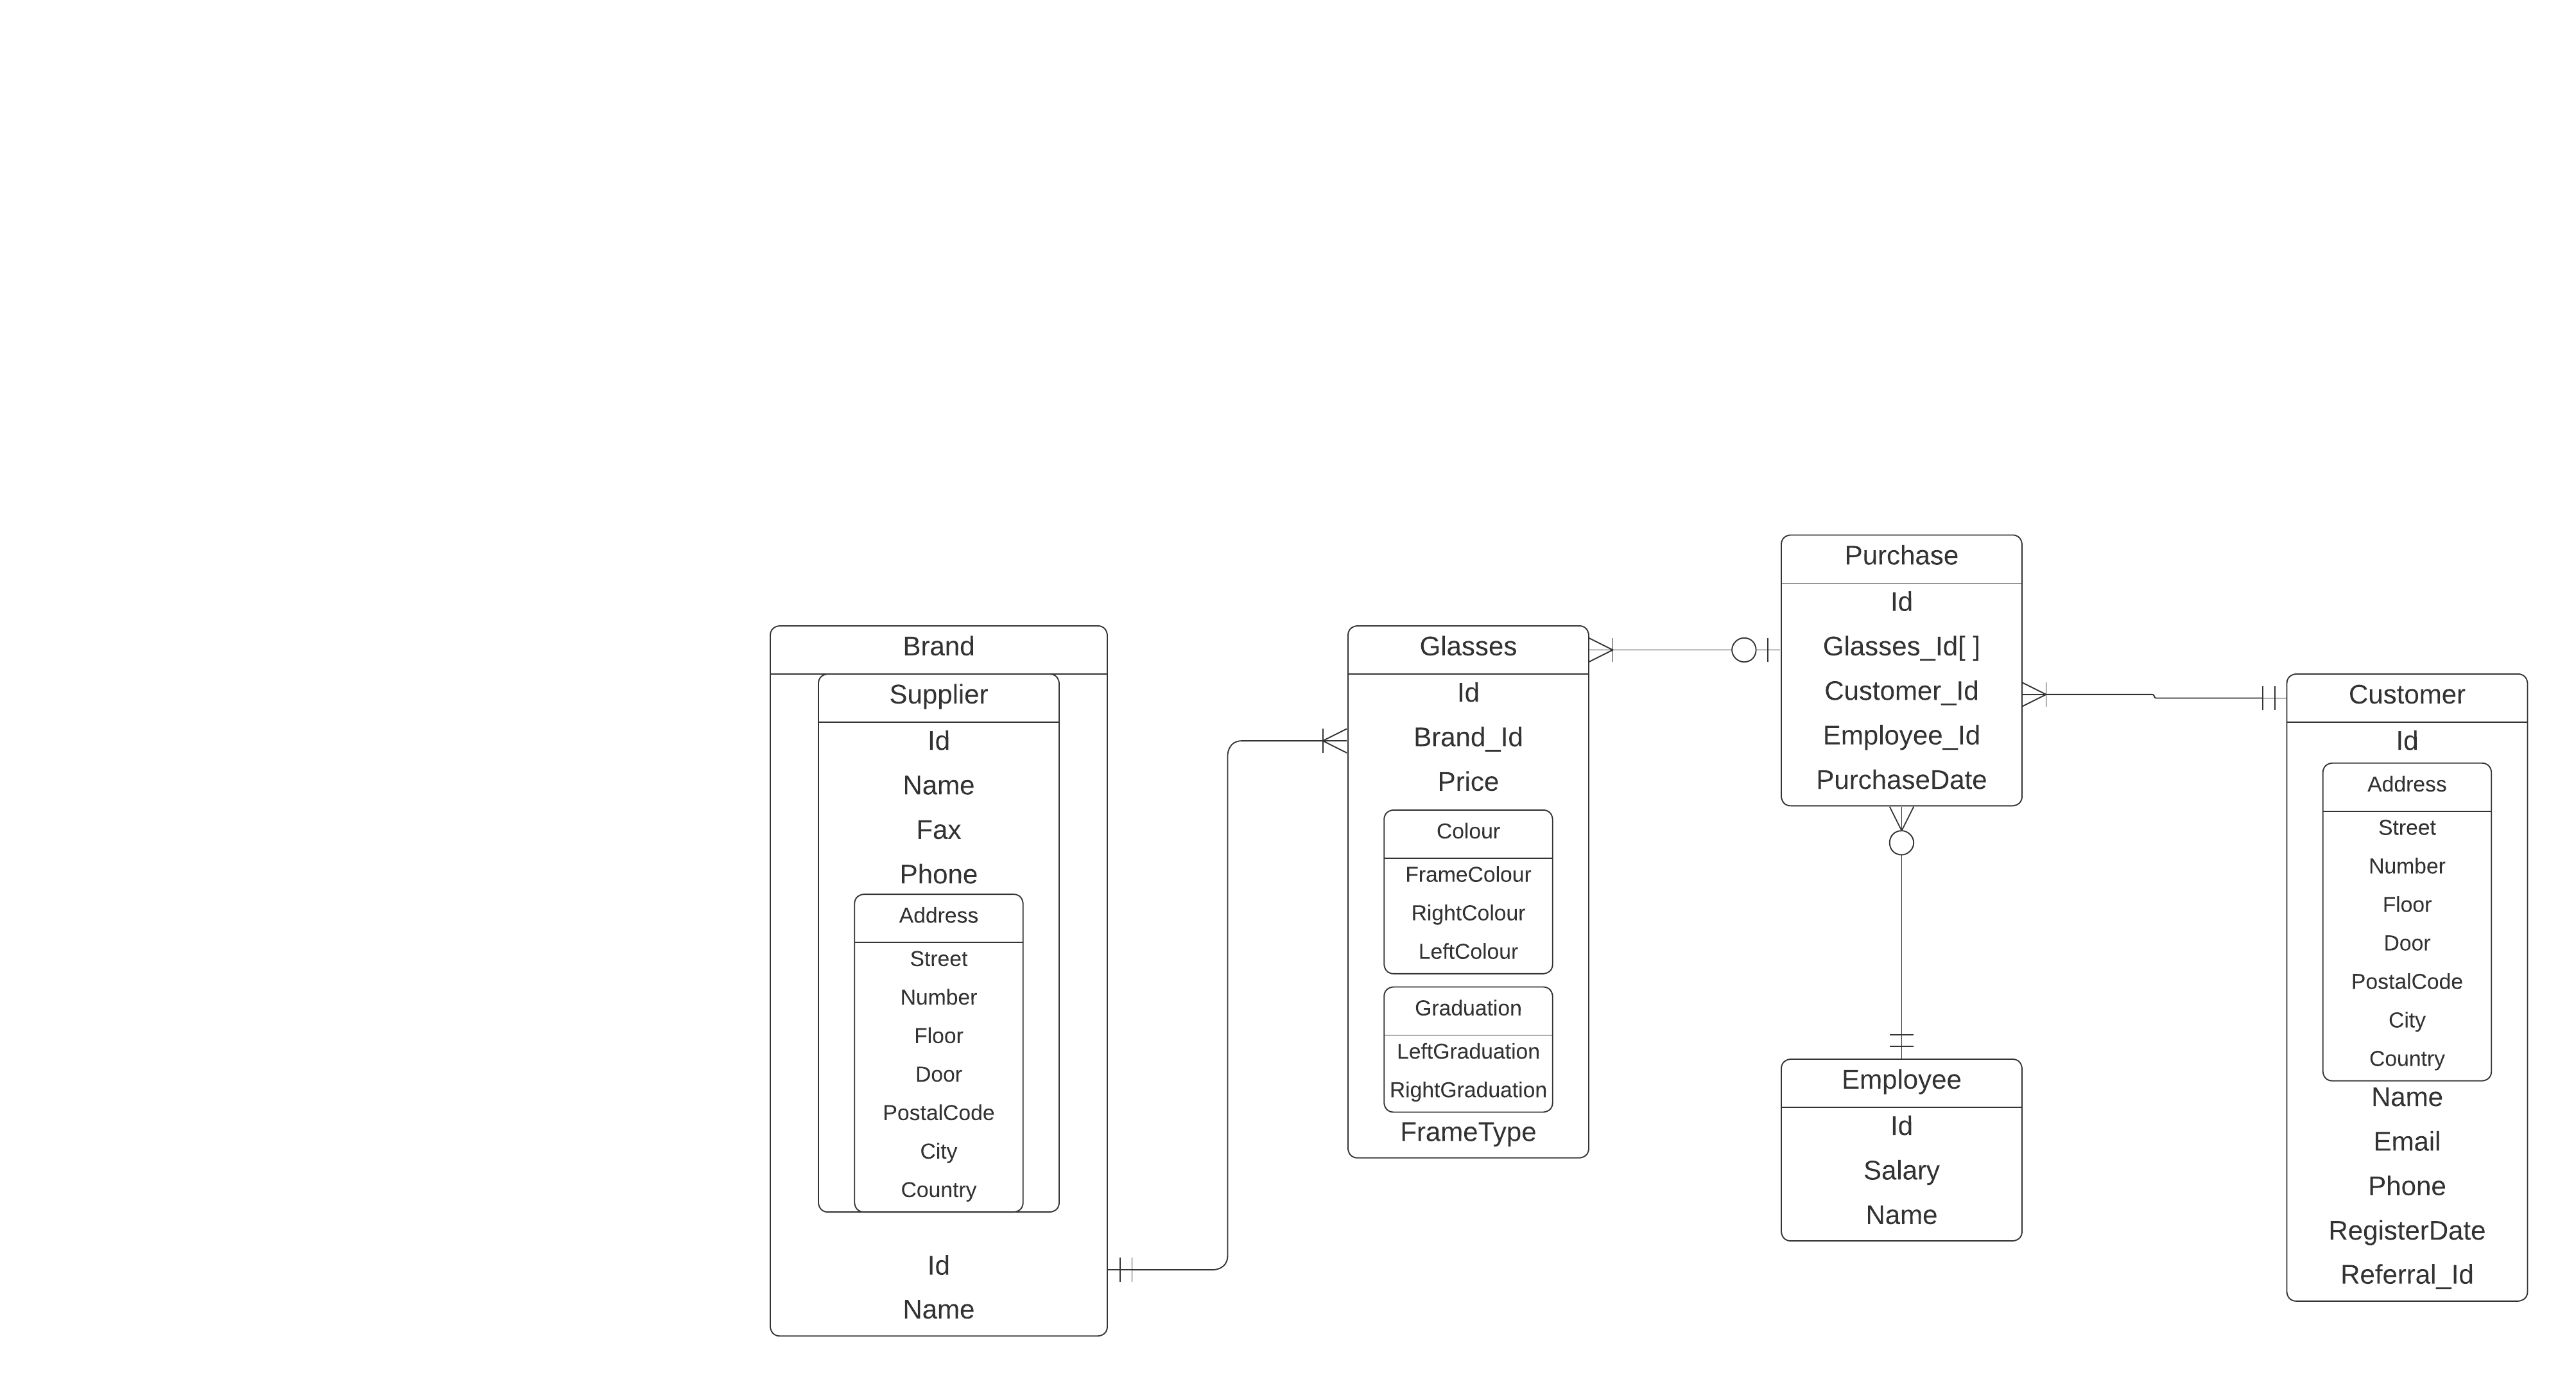 Brand
Supplier
Id
Name
Fax
Phone
Address
Street
Number
Floor
Door
PostalCode
City
Country
Id
Name
Glasses
Id
Brand_Id
Price
Colour
FrameColour
RightColour
LeftColour
Graduation
LeftGraduation
RightGraduation
FrameType
Purchase
Id
Glasses_Id[ ]
Customer_Id
Employee_Id
PurchaseDate
Employee
Id
Salary
Name
Customer
Id
Address
Street
Number
Floor
Door
PostalCode
City
Country
Name
Email
Phone
RegisterDate
Referral_Id